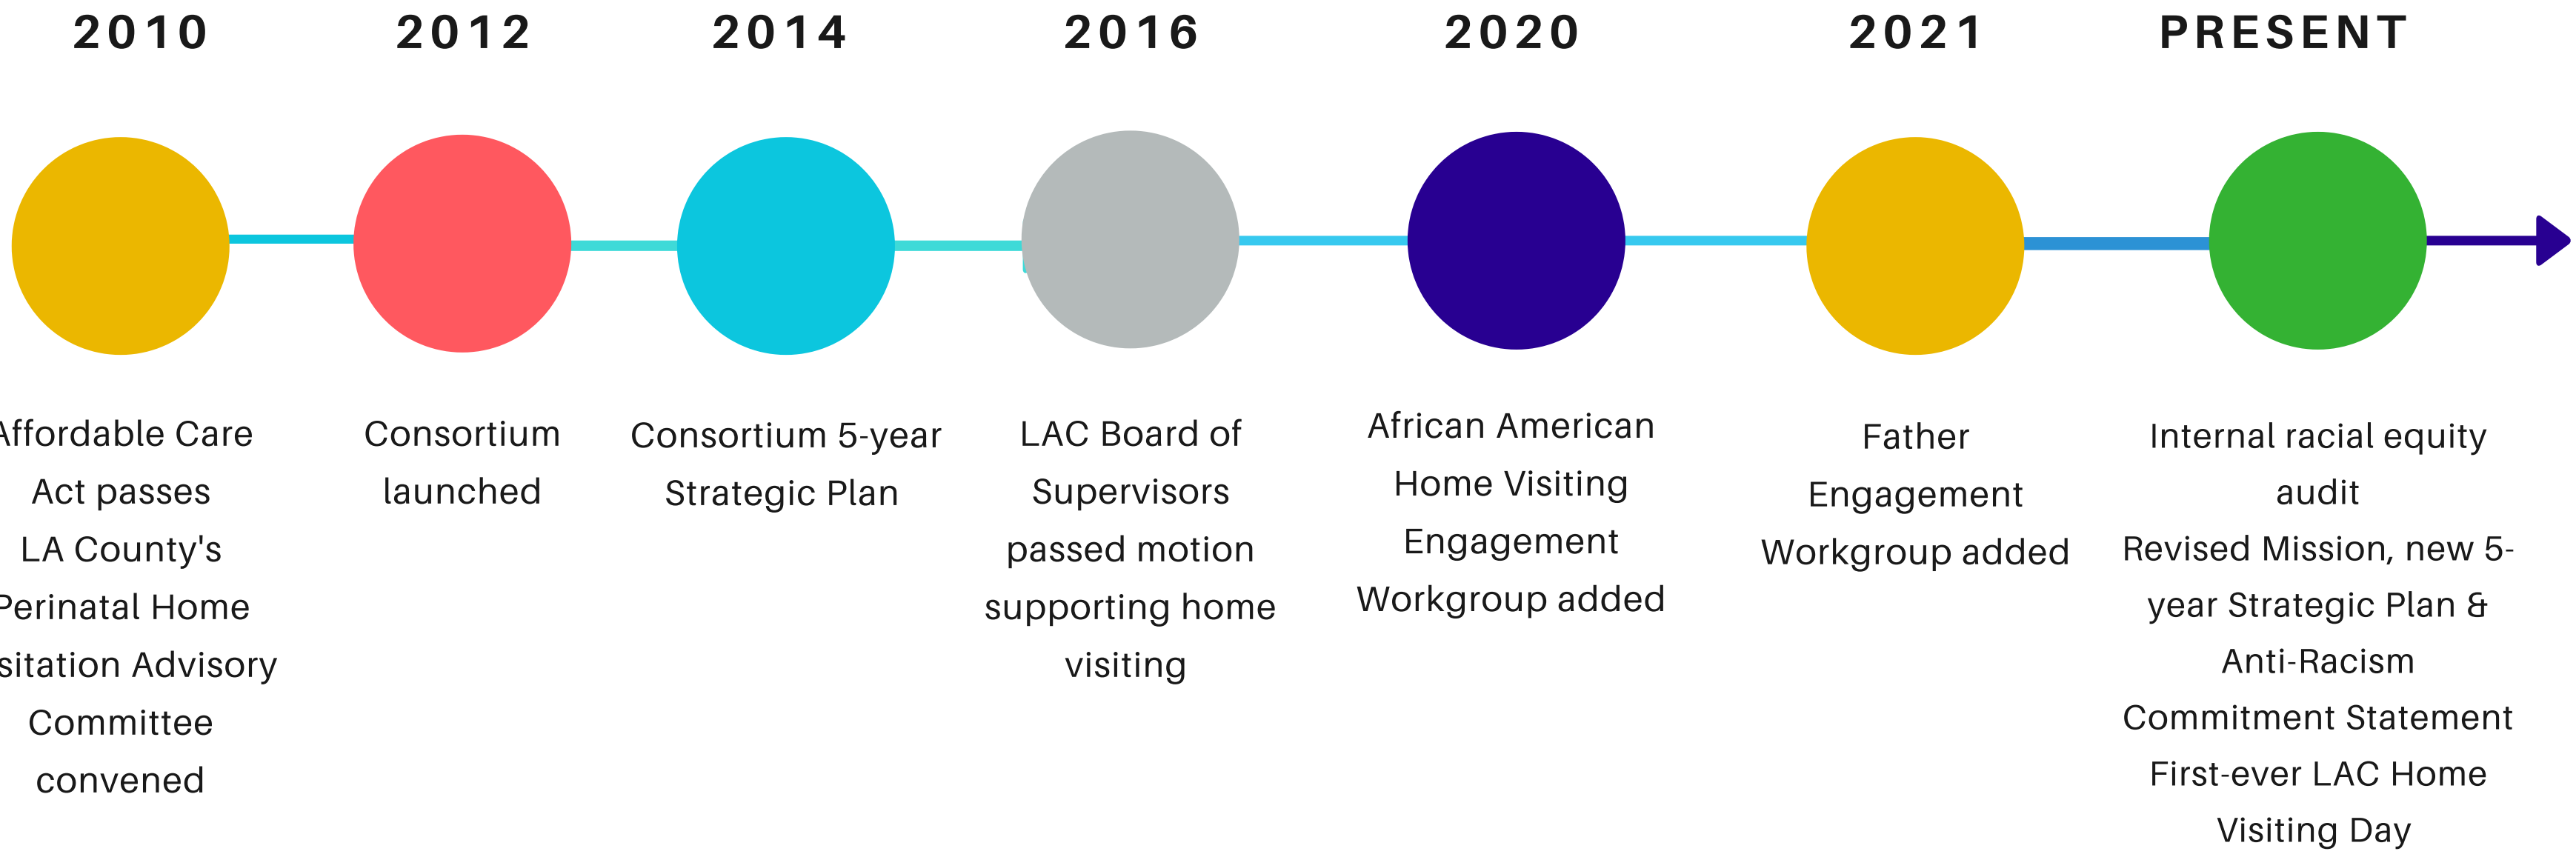 2010
Affordable Care
Act passes
LA County's
Perinatal Home
sitation Advisory
Committee
convened
2012
Consortium
launched
2014
Consortium 5-year
Strategic Plan
2016
LAC Board of
Supervisors
passed motion
supporting home
visiting
2020
African American
Home Visiting
Engagement
Workgroup added
2021
Father
Engagement
Workgroup added
PRESENT
Internal racial equity
audit
Revised Mission, new 5-
year Strategic Plan &
Anti-Racism
Commitment Statement
First-ever LAC Home
Visiting Day